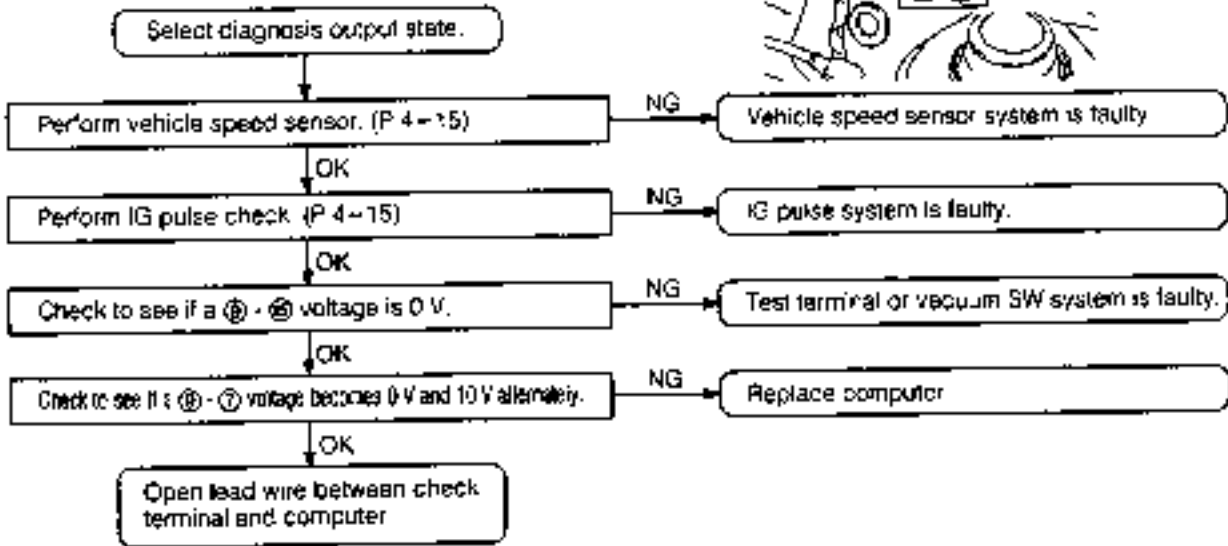 Select diagnosis output state.
Perform vehicle speed sensor. (P 4-15)
NG
Vehicle speed sensor system is faulty
OK
Perform IG pulse check (P 4-15)
NG
IG pulse system is faulty.
OK
Check to see if a voltage is 0 V.
NG
Test terminal or vacuum SW system is faulty.
OK
Check to see if a - ⑦ voltage becomes 0 V and 10 V alternately.
NG
Replace computer
OK
Open lead wire between check
terminal and computer